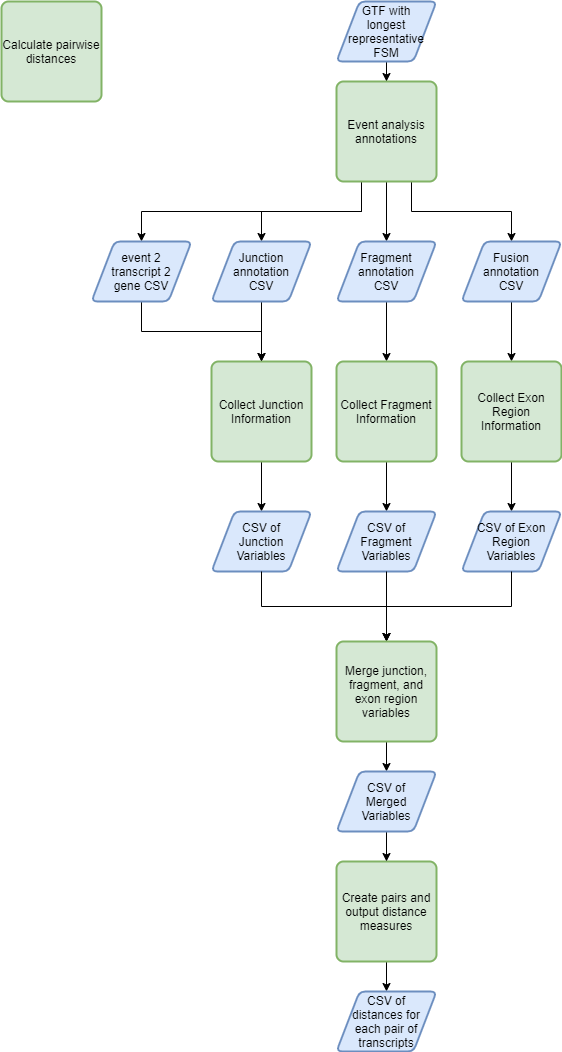 Calculate pairwise
distances
GTF with
longest
representative
FSM
Event analysis
annotations
event 2
transcript 2
gene CSV
Junction
annotation
CSV
Fragment
annotation
CSV
Fusion
annotation
CSV
Collect Junction
Information
Collect Fragment
Information
Collect Exon
Region
Information
CSV of
Junction
Variables
CSV of
Fragment
Variables
CSV of Exon
Region
Variables
Merge junction,
fragment, and
exon region
variables
CSV of
Merged
Variables
Create pairs and
output distance
measures
CSV of
distances for
each pair of
transcripts